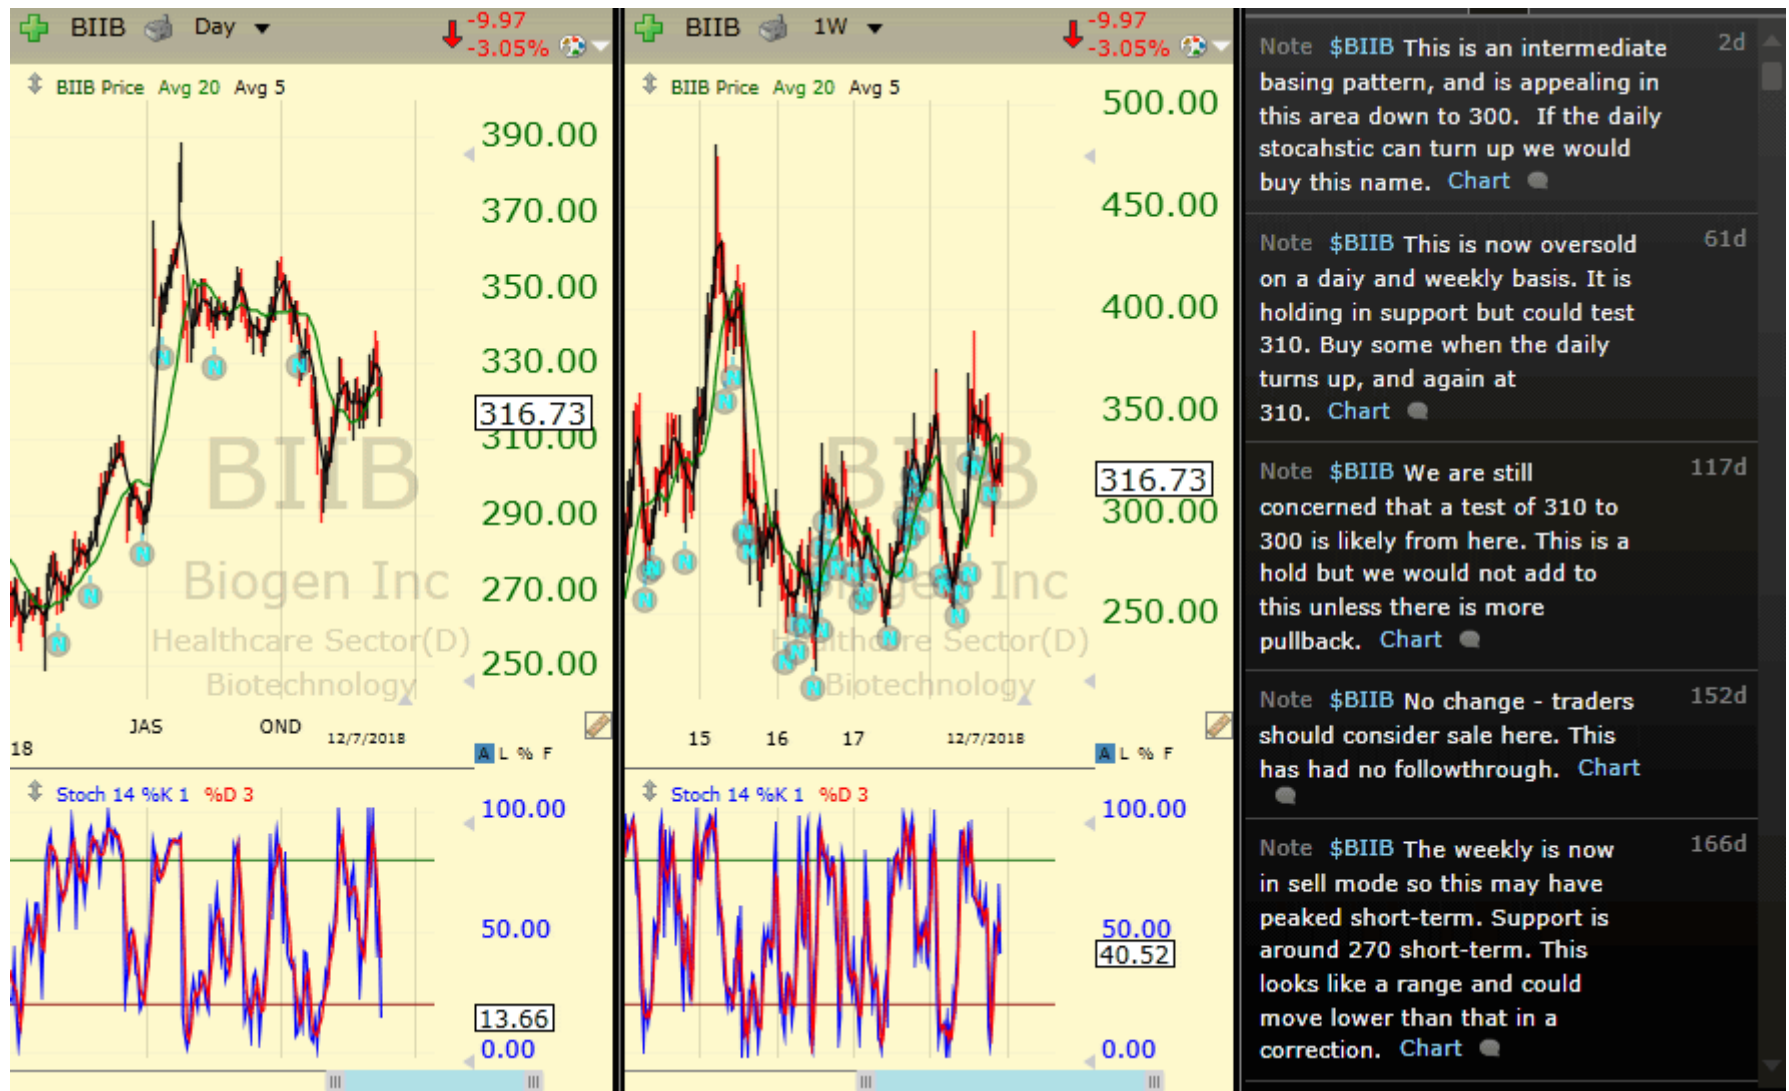 BIIB Day -9.97
-3.05%
BIIB Price Avg 20 Avg 5
390.00
370.00
350.00
330.00
316.73
310.00
290.00
270.00
250.00
BIIB
Biogen Inc
Healthcare Sector(D)
Biotechnology
18 JAS OND 12/7/2018
A L % F
Stoch 14 %K 1 %D 3
100.00
50.00
13.66
0.00
BIIB 1W -9.97
-3.05%
BIIB Price Avg 20 Avg 5
500.00
450.00
400.00
350.00
316.73
300.00
250.00
BIIB
Biogen Inc
Healthcare Sector(D)
Biotechnology
15 16 17 12/7/2018
A L % F
Stoch 14 %K 1 %D 3
100.00
50.00
40.52
0.00
Note $BIIB This is an intermediate 2d
basing pattern, and is appealing in
this area down to 300. If the daily
stocahstic can turn up we would
buy this name. Chart
Note $BIIB This is now oversold 61d
on a daiy and weekly basis. It is
holding in support but could test
310. Buy some when the daily
turns up, and again at
310. Chart
Note $BIIB We are still 117d
concerned that a test of 310 to
300 is likely from here. This is a
hold but we would not add to
this unless there is more
pullback. Chart
Note $BIIB No change - traders 152d
should consider sale here. This
has had no followthrough. Chart
Note $BIIB The weekly is now 166d
in sell mode so this may have
peaked short-term. Support is
around 270 short-term. This
looks like a range and could
move lower than that in a
correction. Chart